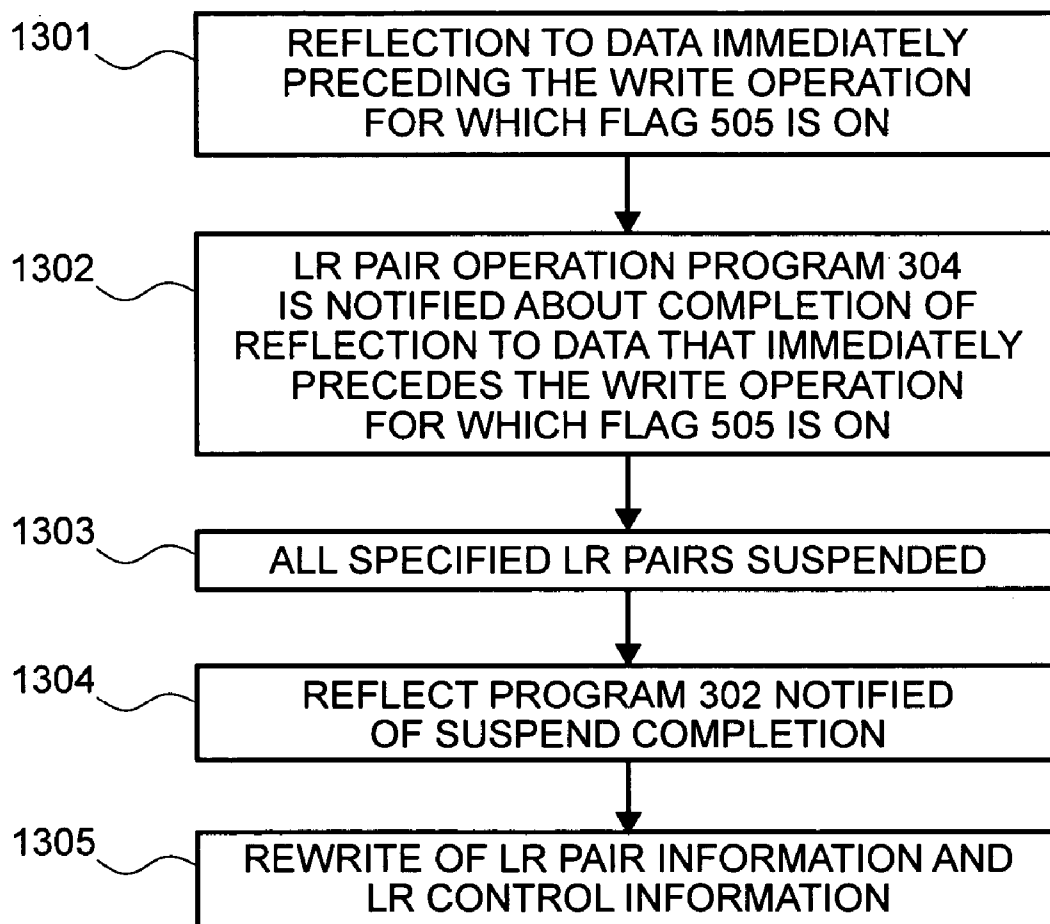 1301
REFLECTION TO DATA IMMEDIATELY
PRECEDING THE WRITE OPERATION
FOR WHICH FLAG 505 IS ON
1302
LR PAIR OPERATION PROGRAM 304
IS NOTIFIED ABOUT COMPLETION OF
REFLECTION TO DATA THAT IMMEDIATELY
PRECEDES THE WRITE OPERATION
FOR WHICH FLAG 505 IS ON
1303
ALL SPECIFIED LR PAIRS SUSPENDED
1304
REFLECT PROGRAM 302 NOTIFIED
OF SUSPEND COMPLETION
1305
REWRITE OF LR PAIR INFORMATION AND
LR CONTROL INFORMATION